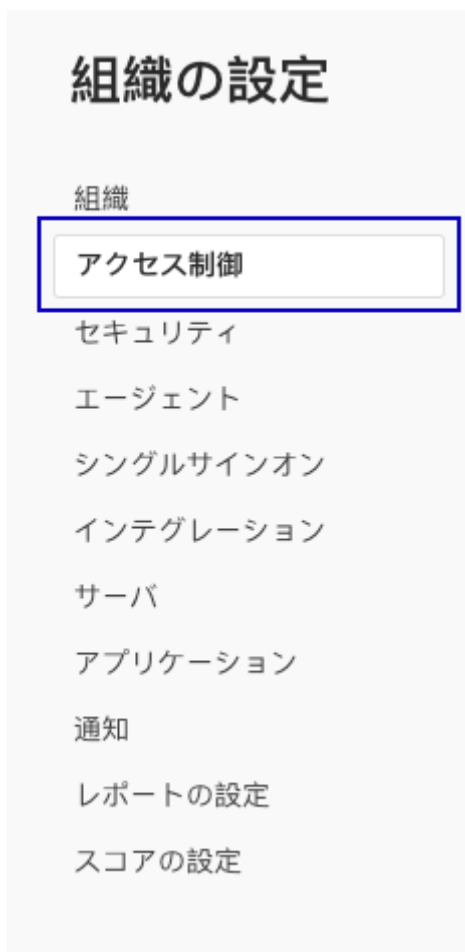 組織の設定
組織
アクセス制御
セキュリティ
エージェント
シングルサインオン
インテグレーション
サーバ
アプリケーション
通知
レポートの設定
スコアの設定